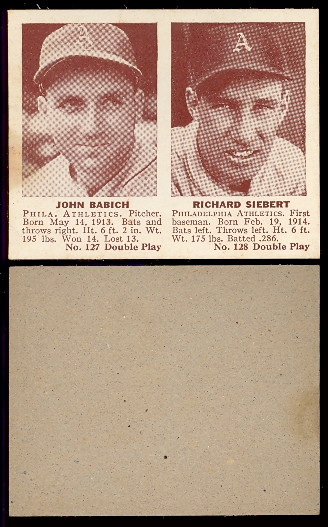 A
A
JOHN BABICH
PHILA. ATHLETICS. Pitcher.
Born May 14, 1913. Bats and
throws right. Ht. 6 ft. 2 in. Wt.
195 lbs. Won 14. Lost 13.
No. 127 Double Play
RICHARD SIEBERT
PHILADELPHIA ATHLETICS. First
baseman. Born Feb. 19, 1914.
Bats left. Throws left. Ht. 6 ft.
Wt. 175 lbs. Batted .286.
No. 128 Double Play